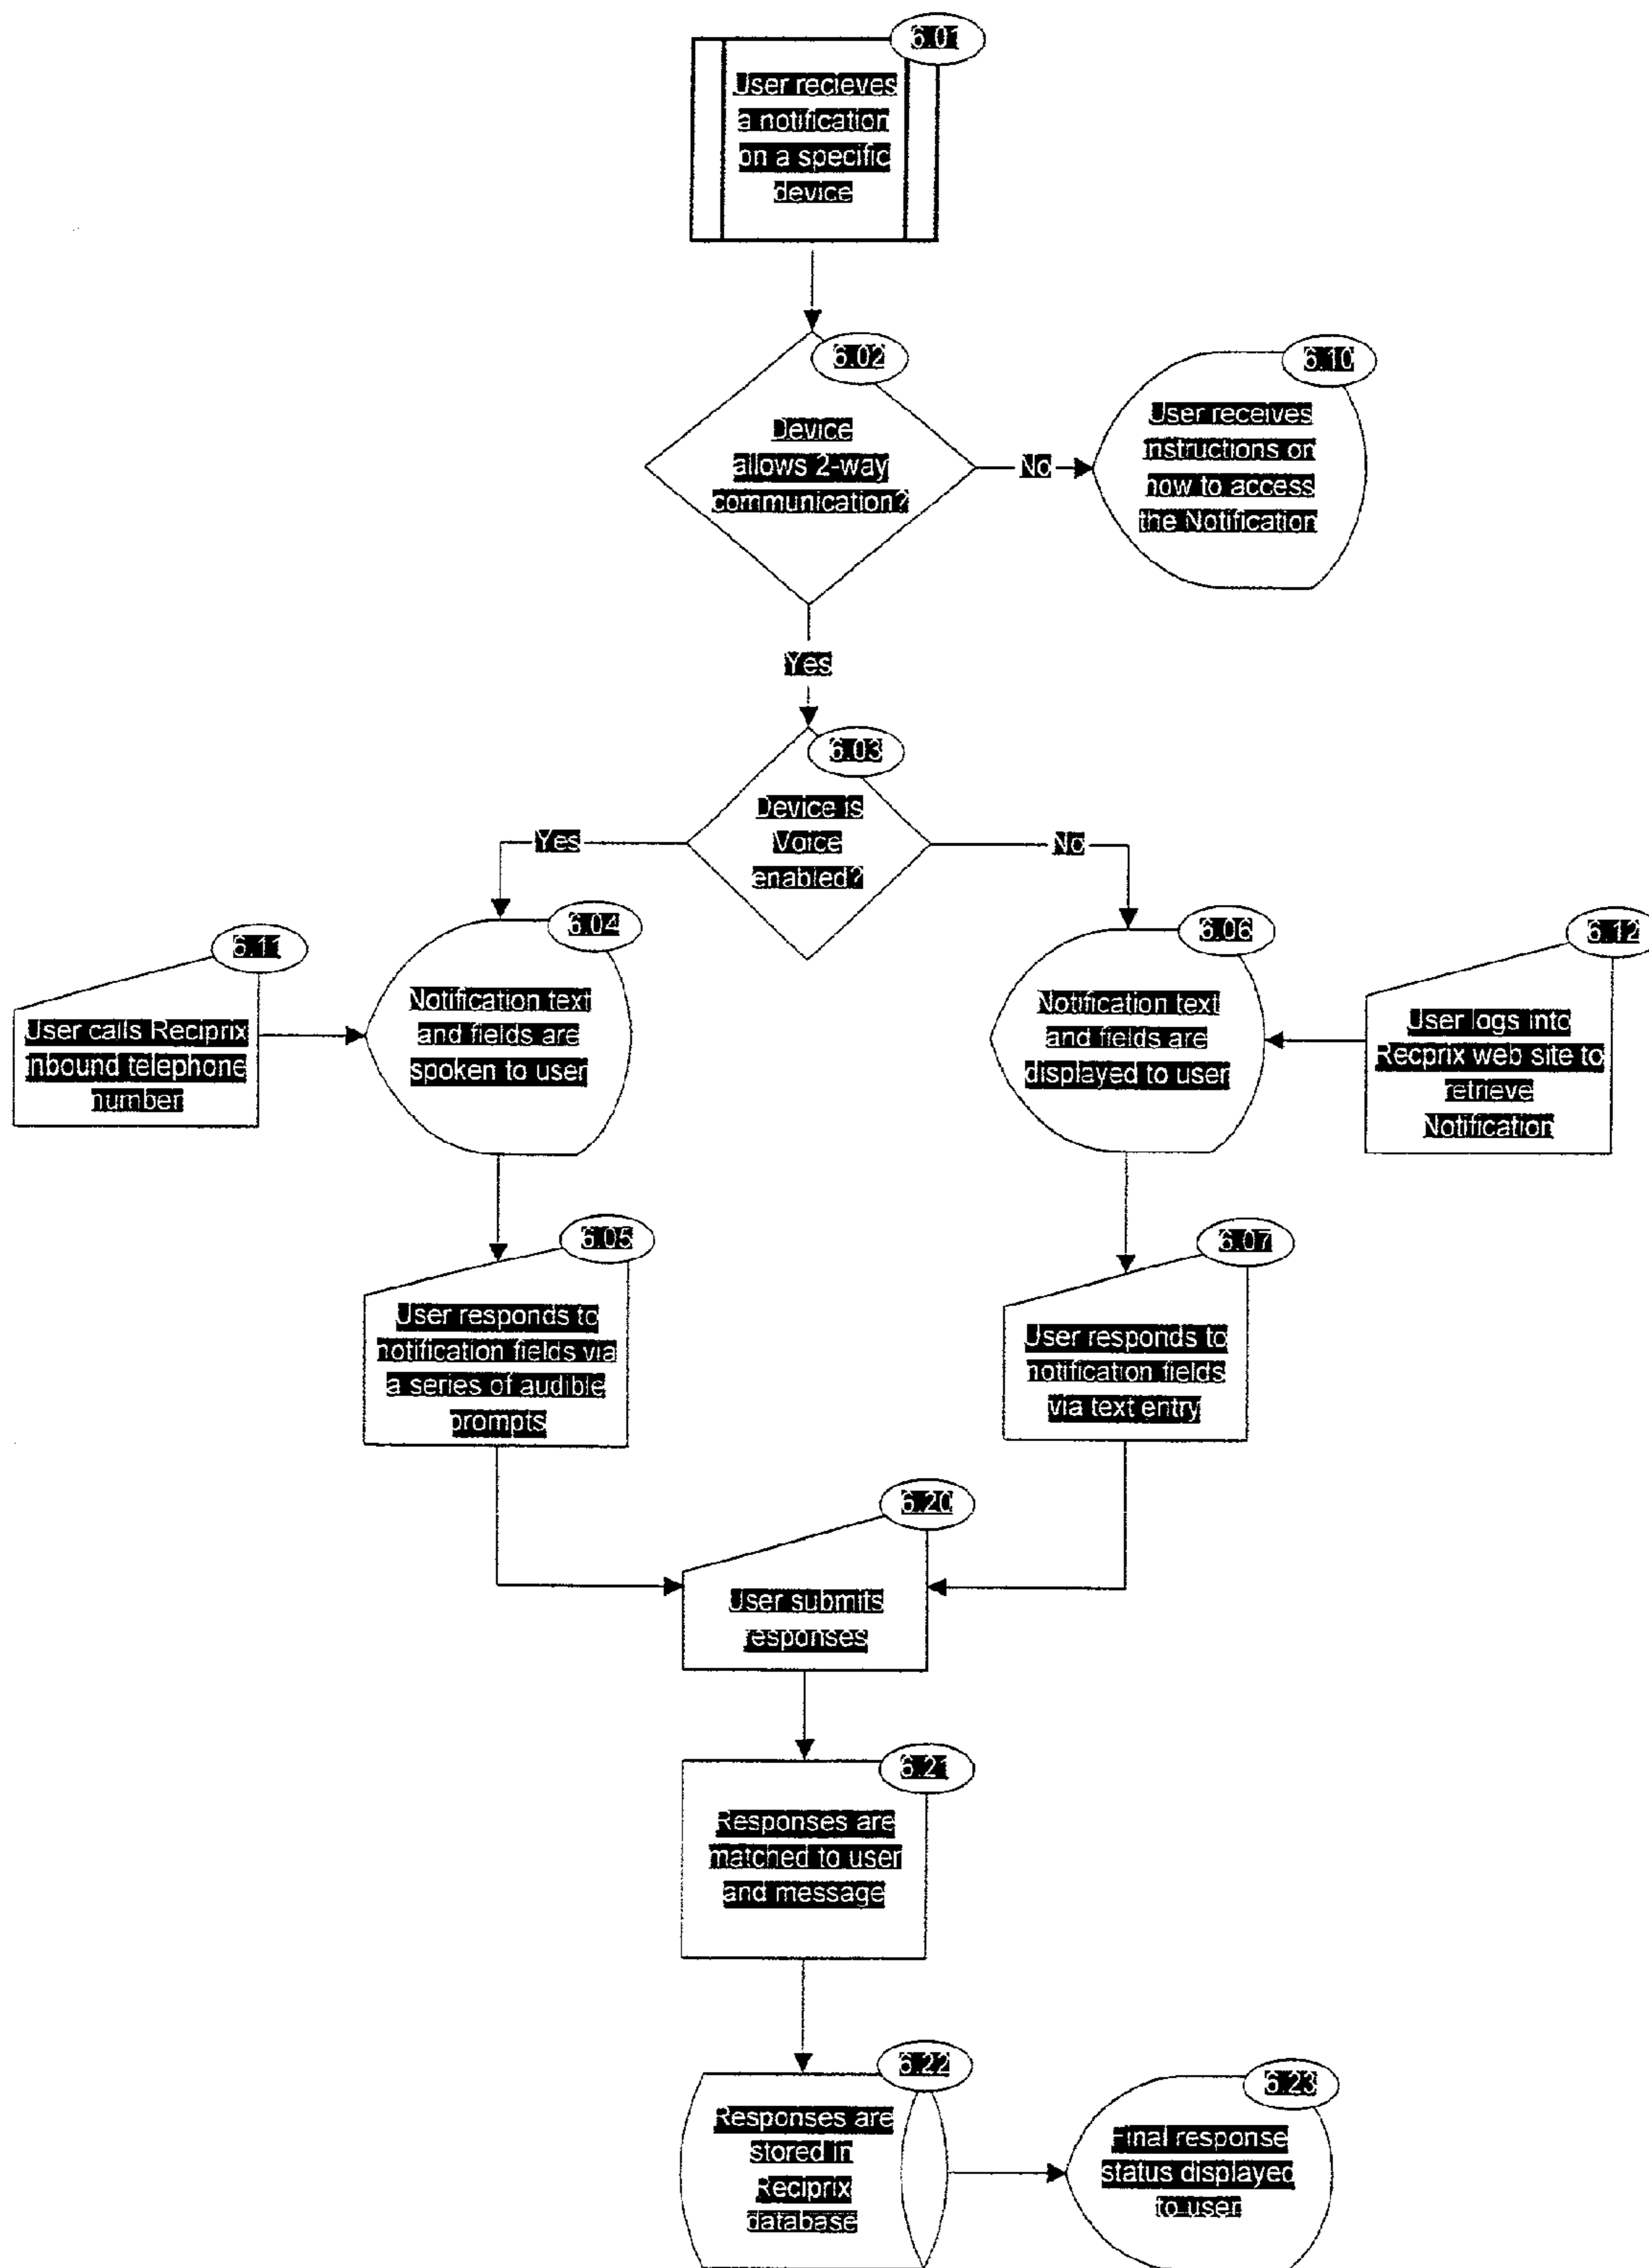 6.01
User recieves
a notification
on a specific
device
6.02
Device
allows 2-way
communication?
No
6.10
User receives
instructions on
how to access
the Notification
Yes
6.03
Device is
Voice
enabled?
Yes
No
6.11
User calls Reciprix
inbound telephone
number
6.04
Notification text
and fields are
spoken to user
6.06
Notification text
and fields are
displayed to user
6.12
User logs into
Recprix web site to
retrieve
Notification
6.05
User responds to
notification fields via
a series of audible
prompts
6.07
User responds to
notification fields
via text entry
6.20
User submits
responses
6.21
Responses are
matched to user
and message
6.22
Responses are
stored in
Reciprix
database
6.23
Final response
status displayed
to user